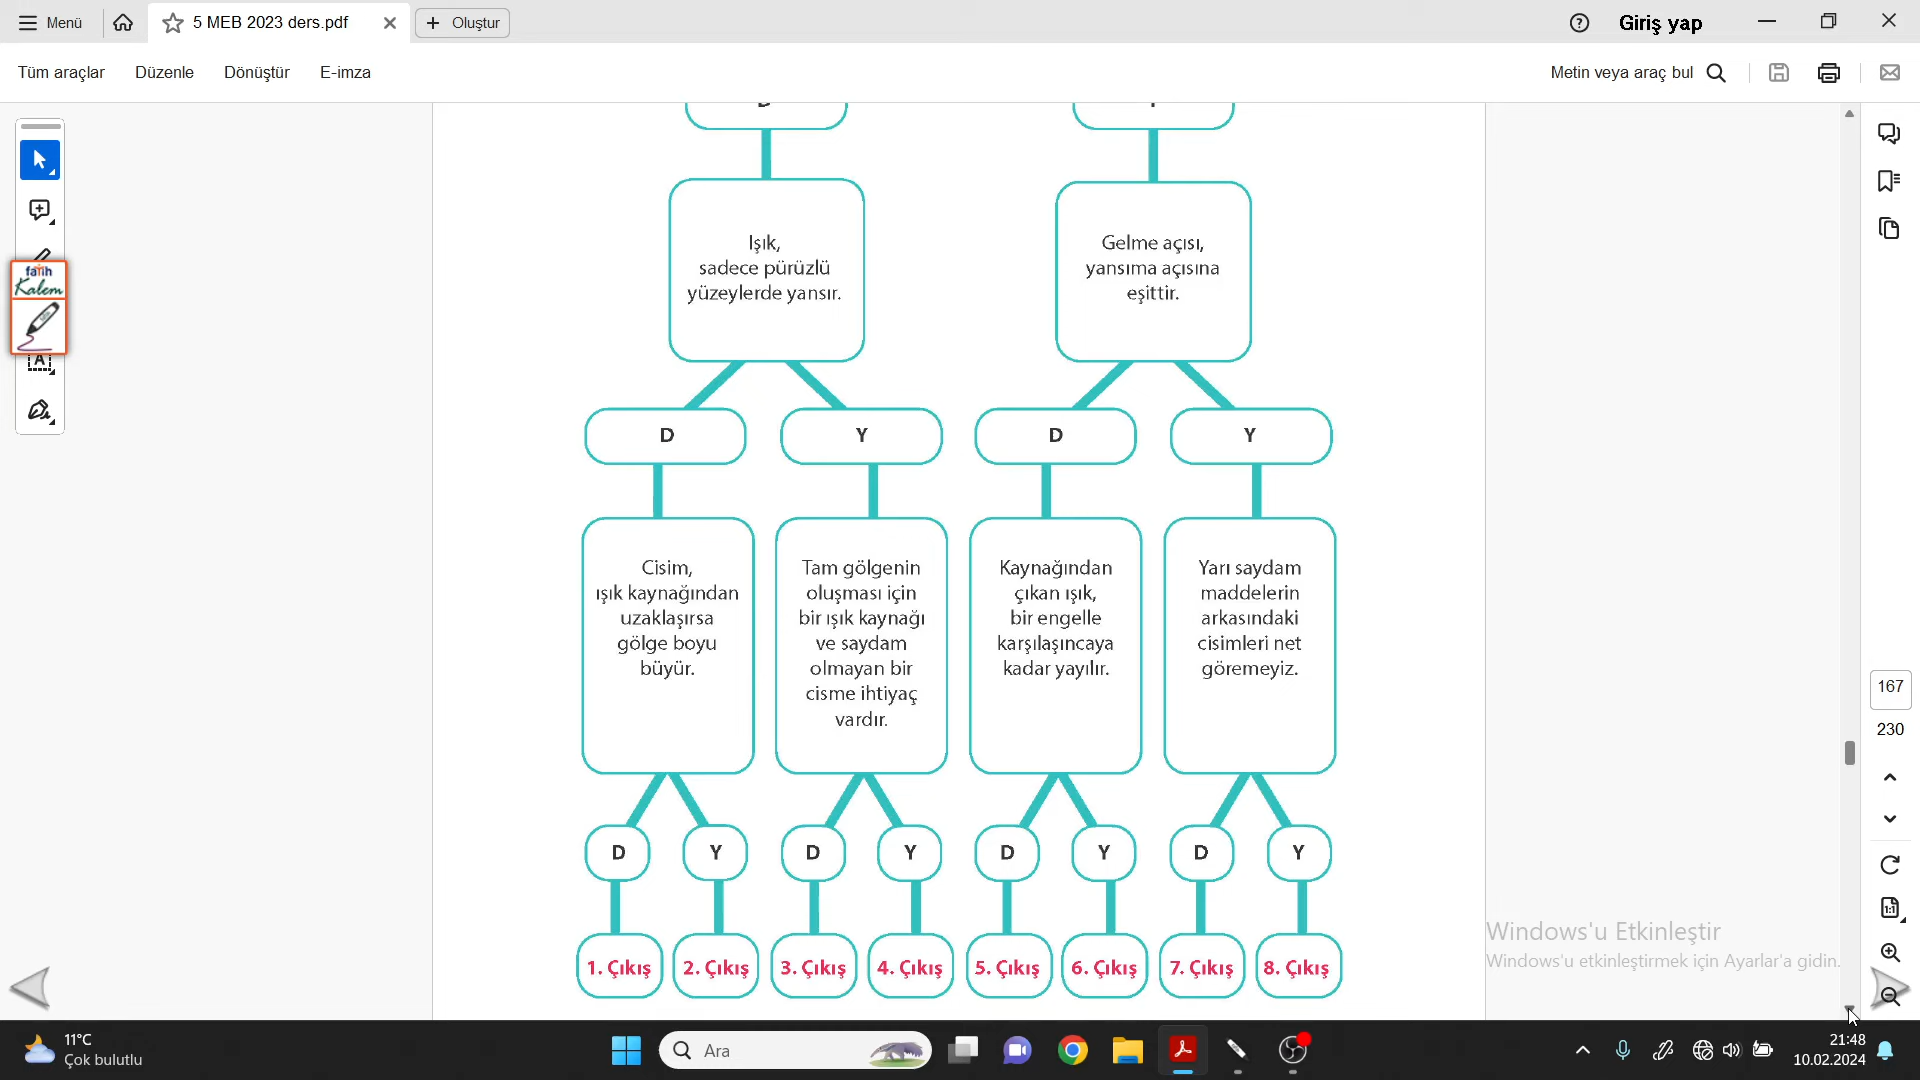 Menü
5 MEB 2023 ders.pdf
Oluştur
Giriş yap
Tüm araçlar
Düzenle
Dönüştür
E-imza
Metin veya araç bul
fatih
Kalem
A
Işık,
sadece pürüzlü
yüzeylerde yansır.
Gelme açısı,
yansıma açısına
eşittir.
D
Y
D
Y
Cisim,
ışık kaynağından
uzaklaşırsa
gölge boyu
büyür.
Tam gölgenin
oluşması için
bir ışık kaynağı
ve saydam
olmayan bir
cisme ihtiyaç
vardır.
Kaynağından
çıkan ışık,
bir engelle
karşılaşıncaya
kadar yayılır.
Yarı saydam
maddelerin
arkasındaki
cisimleri net
göremeyiz.
D
Y
D
Y
D
Y
D
Y
1. Çıkış
2. Çıkış
3. Çıkış
4. Çıkış
5. Çıkış
6. Çıkış
7. Çıkış
8. Çıkış
167
230
Windows'u Etkinleştir
Windows'u etkinleştirmek için Ayarlar'a gidin.
11°C
Çok bulutlu
Ara
21:48
10.02.2024